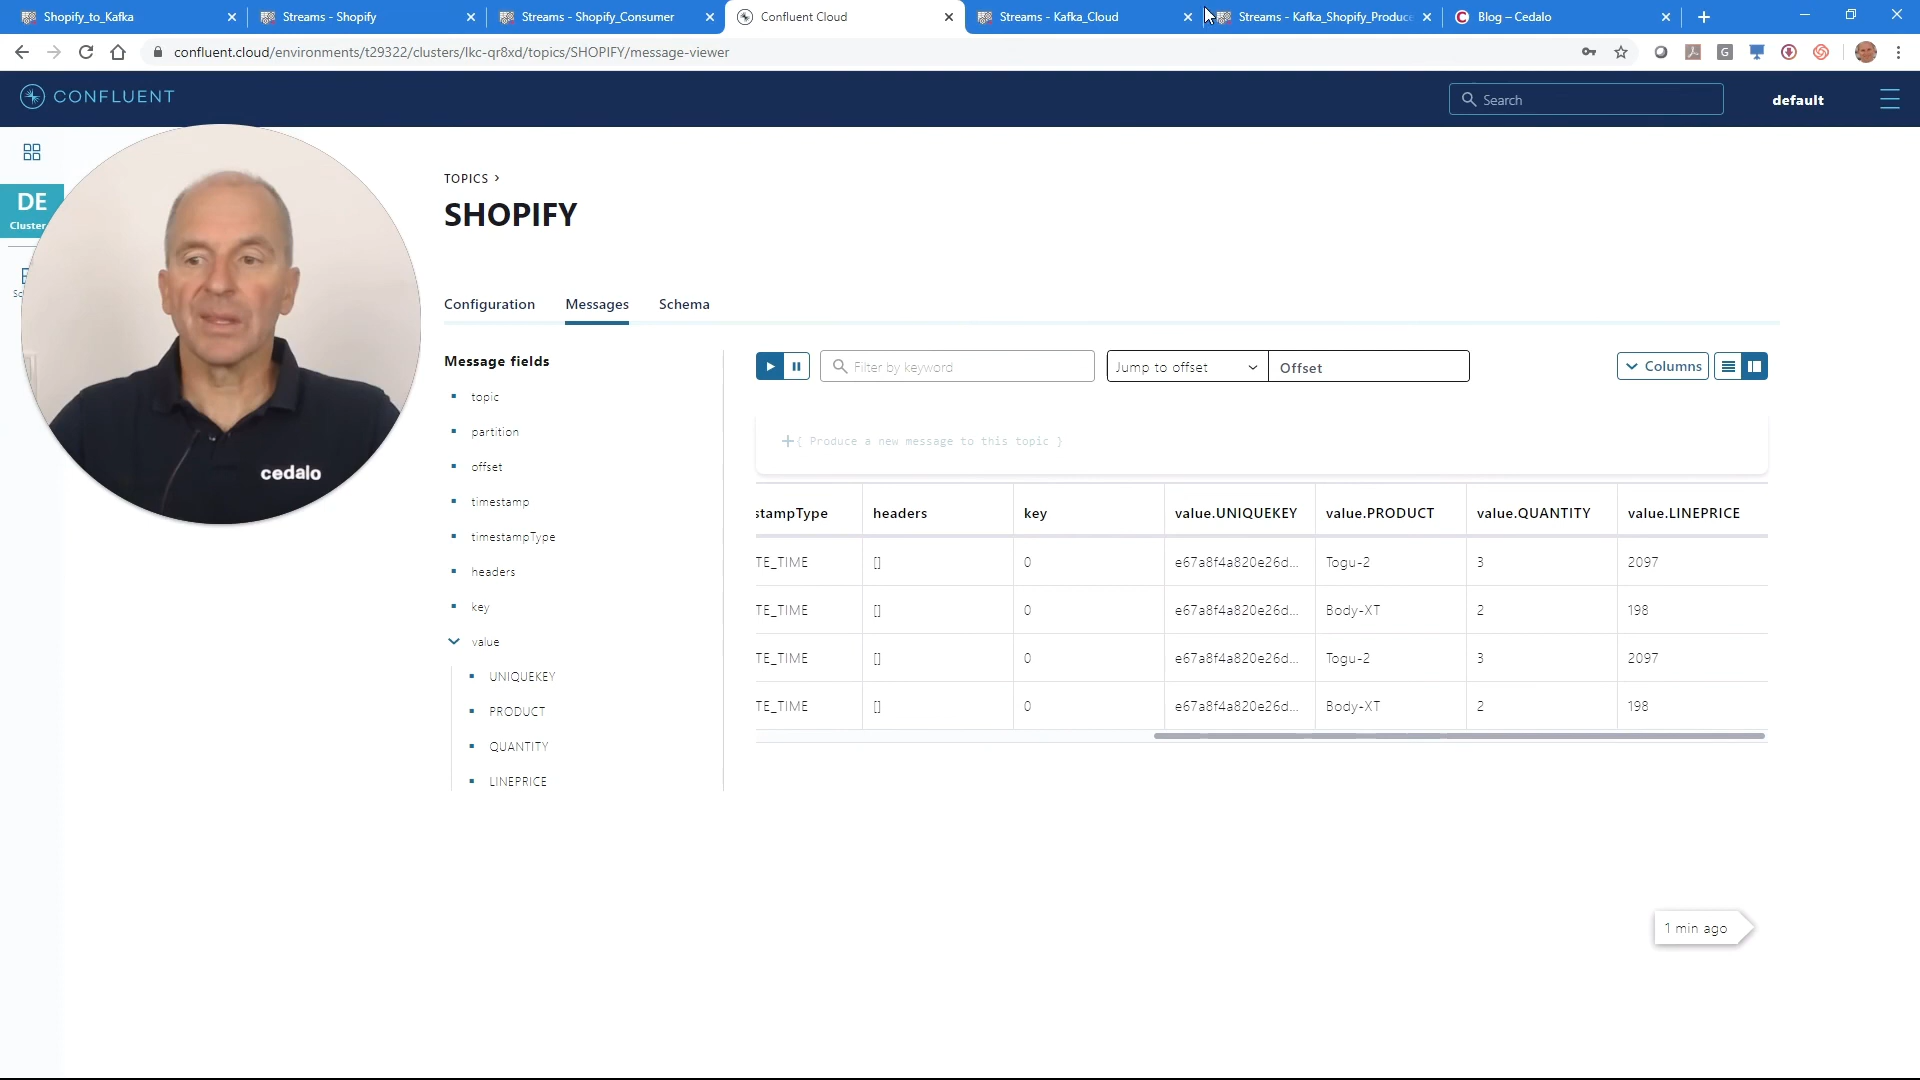 Shopify_to_Kafka
Streams - Shopify
Streams - Shopify_Consumer
Confluent Cloud
Streams - Kafka_Cloud
Streams - Kafka_Shopify_Produce
Blog – Cedalo
confluent.cloud/environments/t29322/clusters/lkc-qr8xd/topics/SHOPIFY/message-viewer
CONFLUENT
Search
default
DE
Cluster
TOPICS >
SHOPIFY
Configuration
Messages
Schema
Message fields
topic
partition
offset
timestamp
timestampType
headers
key
value
UNIQUEKEY
PRODUCT
QUANTITY
LINEPRICE
Filter by keyword
Jump to offset
Offset
Columns
+{ Produce a new message to this topic }
stampType headers key value.UNIQUEKEY value.PRODUCT value.QUANTITY value.LINEPRICE
TE_TIME [] 0 e67a8f4a820e26d... Togu-2 3 2097
TE_TIME [] 0 e67a8f4a820e26d... Body-XT 2 198
TE_TIME [] 0 e67a8f4a820e26d... Togu-2 3 2097
TE_TIME [] 0 e67a8f4a820e26d... Body-XT 2 198
1 min ago
cedalo